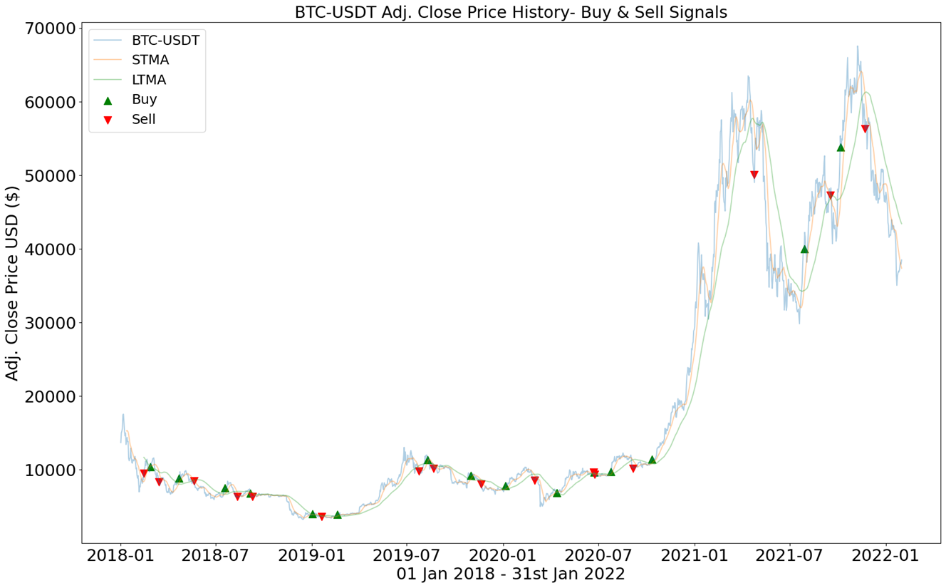 BTC-USDT Adj. Close Price History- Buy & Sell Signals
70000
60000
50000
40000
30000
20000
10000
Adj. Close Price USD ($)
BTC-USDT
STMA
LTMA
Buy
Sell
2018-01 2018-07 2019-01 2019-07 2020-01 2020-07 2021-01 2021-07 2022-01
01 Jan 2018 - 31st Jan 2022